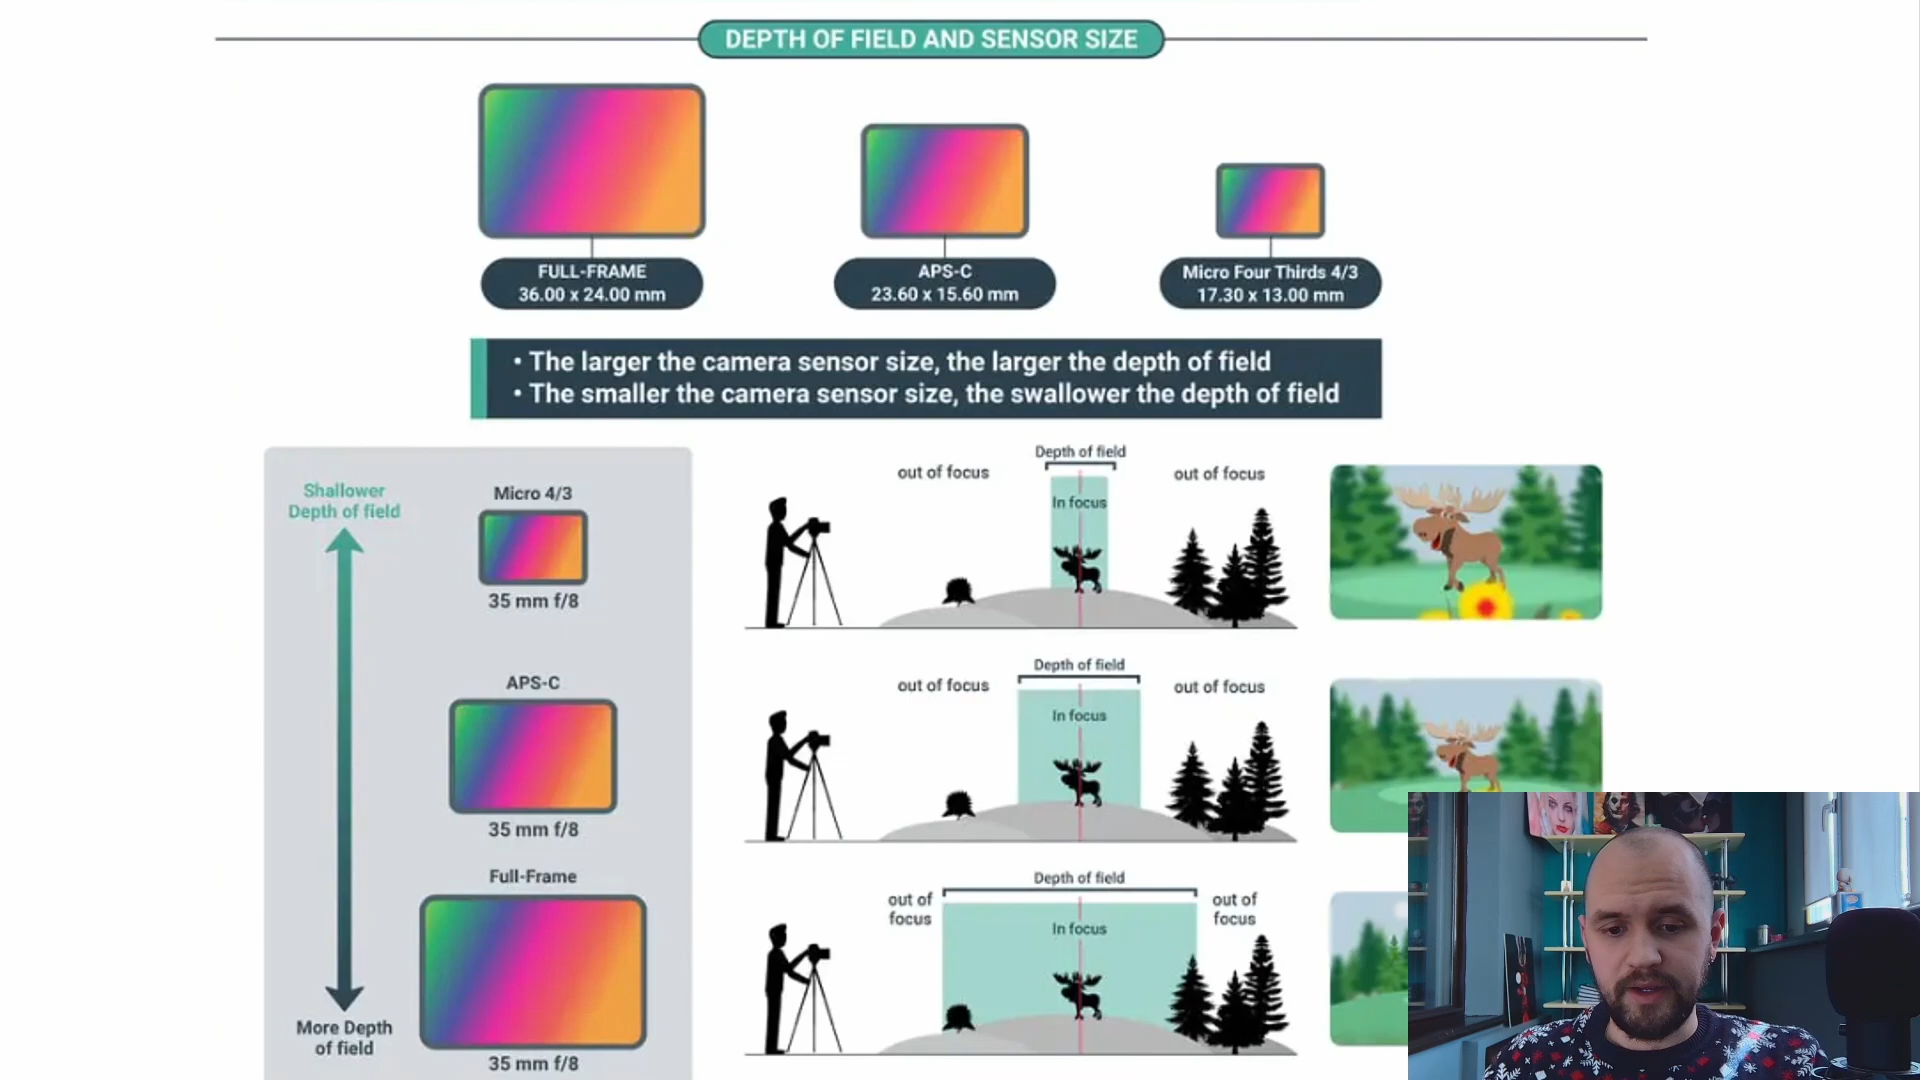 DEPTH OF FIELD AND SENSOR SIZE
FULL-FRAME
36.00 x 24.00 mm
APS-C
23.60 x 15.60 mm
Micro Four Thirds 4/3
17.30 x 13.00 mm
• The larger the camera sensor size, the larger the depth of field
• The smaller the camera sensor size, the swallower the depth of field
Shallower
Depth of field
Micro 4/3
35 mm f/8
APS-C
35 mm f/8
Full-Frame
35 mm f/8
More Depth
of field
out of focus
Depth of field
In focus
out of focus
out of focus
Depth of field
In focus
out of focus
out of
focus
Depth of field
In focus
out of
focus